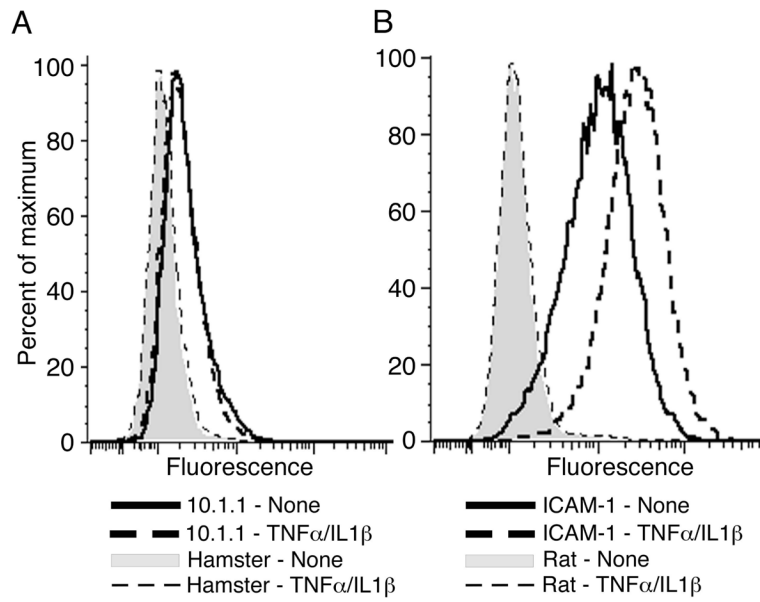 A
B
Percent of maximum
100
80
60
40
20
0
100
80
60
40
20
0
Fluorescence
Fluorescence
10.1.1 - None
10.1.1 - TNFα/IL1β
Hamster - None
Hamster - TNFα/IL1β
ICAM-1 - None
ICAM-1 - TNFα/IL1β
Rat - None
Rat - TNFα/IL1β